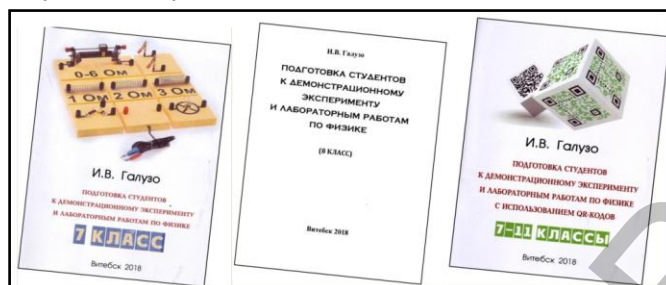 0-6 Ом
1 Ом 2 Ом 3 Ом
И.В. Галузо
ПОДГОТОВКА СТУДЕНТОВ
К ДЕМОНСТРАЦИОННОМУ ЭКСПЕРИМЕНТУ
И ЛАБОРАТОРНЫМ РАБОТАМ ПО ФИЗИКЕ
7 КЛАСС
Витебск 2018
И.В. Галузо
ПОДГОТОВКА СТУДЕНТОВ
К ДЕМОНСТРАЦИОННОМУ
ЭКСПЕРИМЕНТУ
И ЛАБОРАТОРНЫМ РАБОТАМ
ПО ФИЗИКЕ
(8 КЛАСС)
Витебск 2018
И.В. Галузо
ПОДГОТОВКА СТУДЕНТОВ
К ДЕМОНСТРАЦИОННОМУ ЭКСПЕРИМЕНТУ
И ЛАБОРАТОРНЫМ РАБОТАМ ПО ФИЗИКЕ
С ИСПОЛЬЗОВАНИЕМ QR-КОДОВ
7–11 КЛАССЫ
Витебск 2018